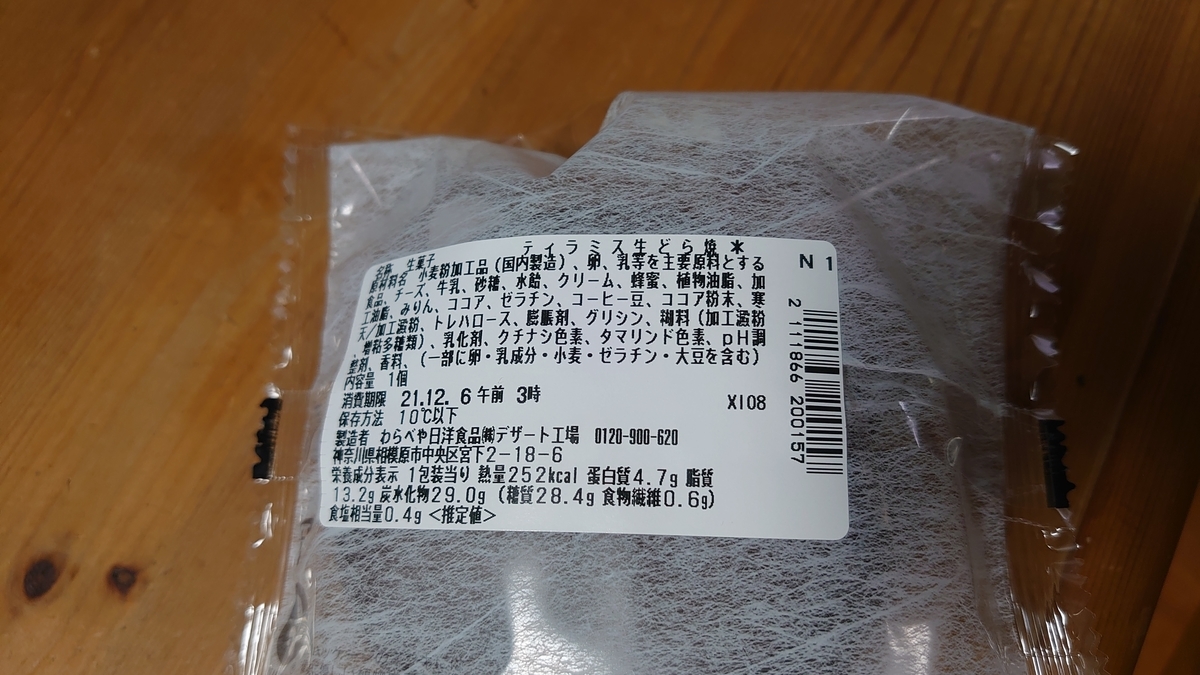 ティラミス生どら焼*
名称 生菓子
原材料名 小麦粉加工品(国内製造)、卵、乳等を主要原料とする
食品、チーズ、牛乳、砂糖、水飴、クリーム、蜂蜜、植物油脂、加
工油脂、みりん、ココア、ゼラチン、コーヒー豆、ココア粉末、寒
天/加工澱粉、トレハロース、膨脹剤、グリシン、糊料(加工澱粉
、増粘多糖類)、乳化剤、クチナシ色素、タマリンド色素、pH調
整剤、香料、(一部に卵・乳成分・小麦・ゼラチン・大豆を含む)
内容量 1個
消費期限 21.12. 6 午前 3時
X108
保存方法 10℃以下
製造者 わらべや日洋食品㈱デザート工場 0120-900-620
神奈川県相模原市中央区宮下2-18-6
栄養成分表示 1包装当り 熱量252kcal 蛋白質4.7g 脂質
13.2g 炭水化物29.0g (糖質28.4g 食物繊維0.6g)
食塩相当量0.4g <推定値>
N 1
2 111866 200157